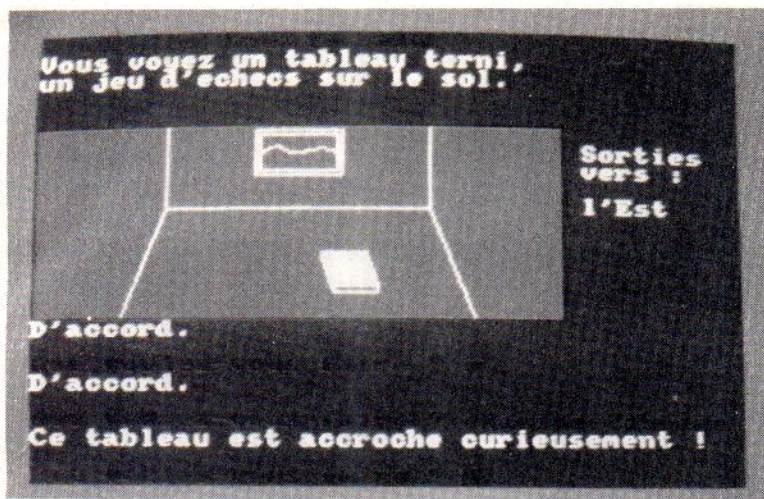 Vous voyez un tableau terni,
un jeu d'echecs sur le sol.
Sorties
vers :
l'Est
D'accord.
D'accord.
Ce tableau est accroche curieusement !